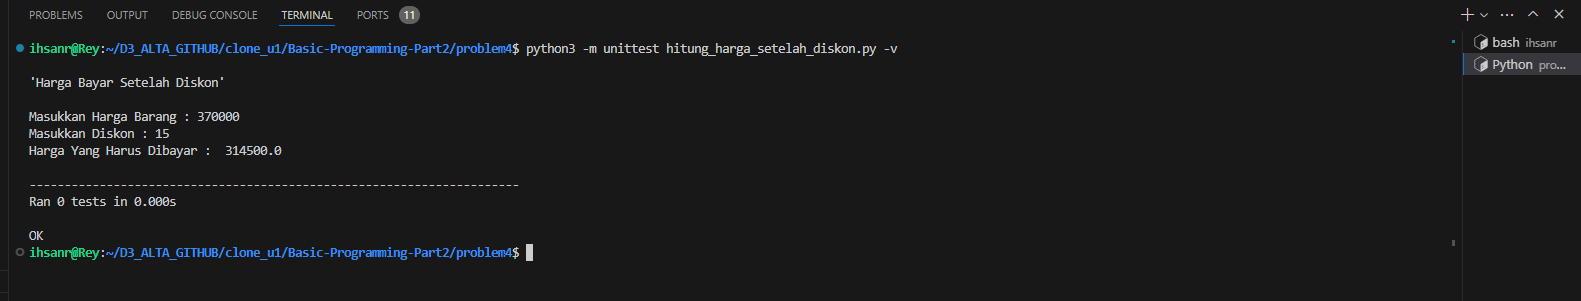 PROBLEMS OUTPUT DEBUG CONSOLE TERMINAL PORTS 11
ihsanr@Rey:~/D3_ALTA_GITHUB/clone_u1/Basic-Programming-Part2/problem4$ python3 -m unittest hitung_harga_setelah_diskon.py -v
'Harga Bayar Setelah Diskon'
Masukkan Harga Barang : 370000
Masukkan Diskon : 15
Harga Yang Harus Dibayar :  314500.0
----------------------------------------------------------------------
Ran 0 tests in 0.000s
OK
ihsanr@Rey:~/D3_ALTA_GITHUB/clone_u1/Basic-Programming-Part2/problem4$
bash ihsanr
Python pro...